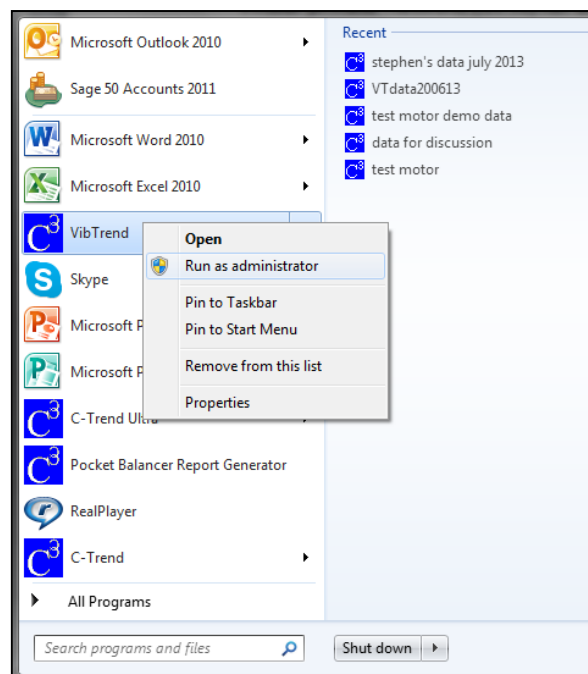 Microsoft Outlook 2010
Sage 50 Accounts 2011
Microsoft Word 2010
Microsoft Excel 2010
VibTrend
Skype
Microsoft P
Microsoft P
C-Trend Ult
Pocket Balancer Report Generator
RealPlayer
C-Trend
All Programs
Search programs and files
Shut down
Open
Run as administrator
Pin to Taskbar
Pin to Start Menu
Remove from this list
Properties
Recent
stephen's data july 2013
VTdata200613
test motor demo data
data for discussion
test motor